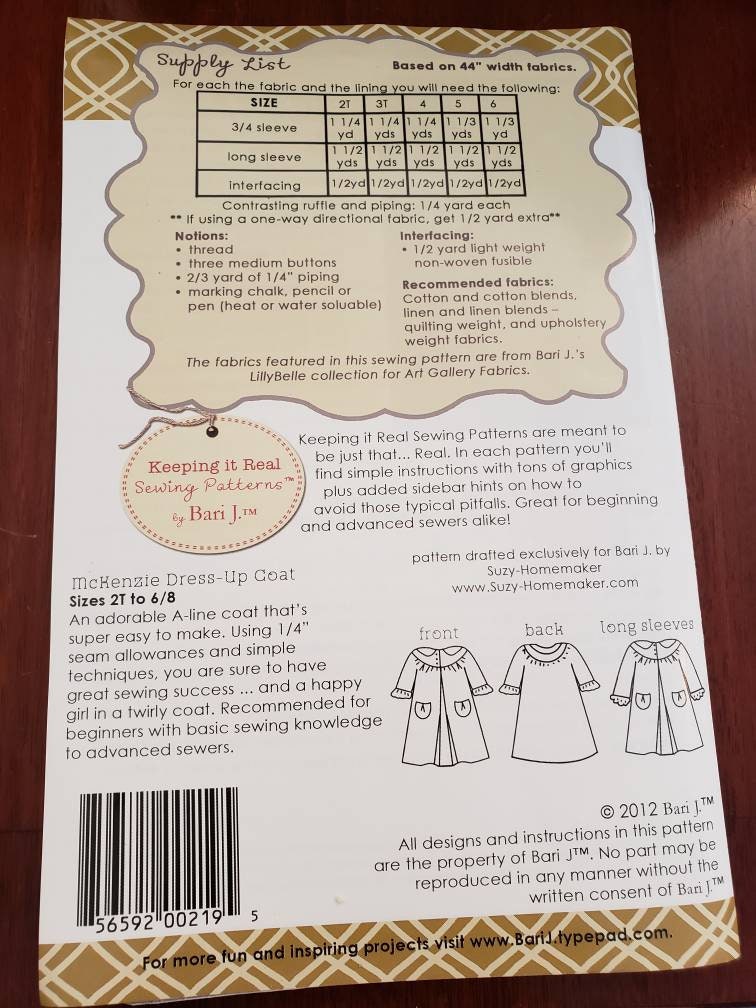 Supply List
Based on 44" width fabrics.
For each the fabric and the lining you will need the following:
SIZE 2T 3T 4 5 6
3/4 sleeve 1 1/4 yd 1 1/4 yds 1 1/4 yds 1 1/3 yds 1 1/3 yd
long sleeve 1 1/2 yds 1 1/2 yds 1 1/2 yds 1 1/2 yds 1 1/2 yds
interfacing 1/2yd 1/2yd 1/2yd 1/2yd 1/2yd
Contrasting ruffle and piping: 1/4 yard each
** If using a one-way directional fabric, get 1/2 yard extra**
Notions:
• thread
• three medium buttons
• 2/3 yard of 1/4" piping
• marking chalk, pencil or
pen (heat or water soluable)
Interfacing:
• 1/2 yard light weight
non-woven fusible
Recommended fabrics:
Cotton and cotton blends,
linen and linen blends –
quilting weight, and upholstery
weight fabrics.
The fabrics featured in this sewing pattern are from Bari J.'s
LillyBelle collection for Art Gallery Fabrics.
Keeping it Real
Sewing Patterns™
by Bari J.™
Keeping it Real Sewing Patterns are meant to
be just that... Real. In each pattern you'll
find simple instructions with tons of graphics
plus added sidebar hints on how to
avoid those typical pitfalls. Great for beginning
and advanced sewers alike!
pattern drafted exclusively for Bari J. by
Suzy-Homemaker
www.Suzy-Homemaker.com
McKenzie Dress-Up Coat
Sizes 2T to 6/8
An adorable A-line coat that's
super easy to make. Using 1/4"
seam allowances and simple
techniques, you are sure to have
great sewing success ... and a happy
girl in a twirly coat. Recommended for
beginners with basic sewing knowledge
to advanced sewers.
front
back
long sleeves
56592 00219 5
© 2012 Bari J.™
All designs and instructions in this pattern
are the property of Bari J™. No part may be
reproduced in any manner without the
written consent of Bari J.™
For more fun and inspiring projects visit www.BariJ.typepad.com.